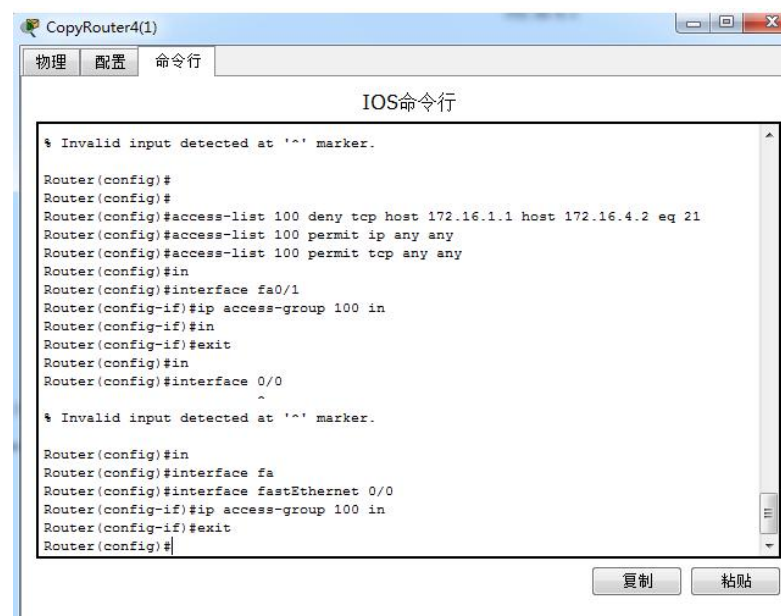 CopyRouter4(1)
物理 配置 命令行
IOS命令行
% Invalid input detected at '^' marker.
Router(config)#
Router(config)#
Router(config)#access-list 100 deny tcp host 172.16.1.1 host 172.16.4.2 eq 21
Router(config)#access-list 100 permit ip any any
Router(config)#access-list 100 permit tcp any any
Router(config)#in
Router(config)#interface fa0/1
Router(config-if)#ip access-group 100 in
Router(config-if)#in
Router(config-if)#exit
Router(config)#in
Router(config)#interface 0/0
^
% Invalid input detected at '^' marker.
Router(config)#in
Router(config)#interface fa
Router(config)#interface fastEthernet 0/0
Router(config-if)#ip access-group 100 in
Router(config-if)#exit
Router(config)#
复制 粘贴